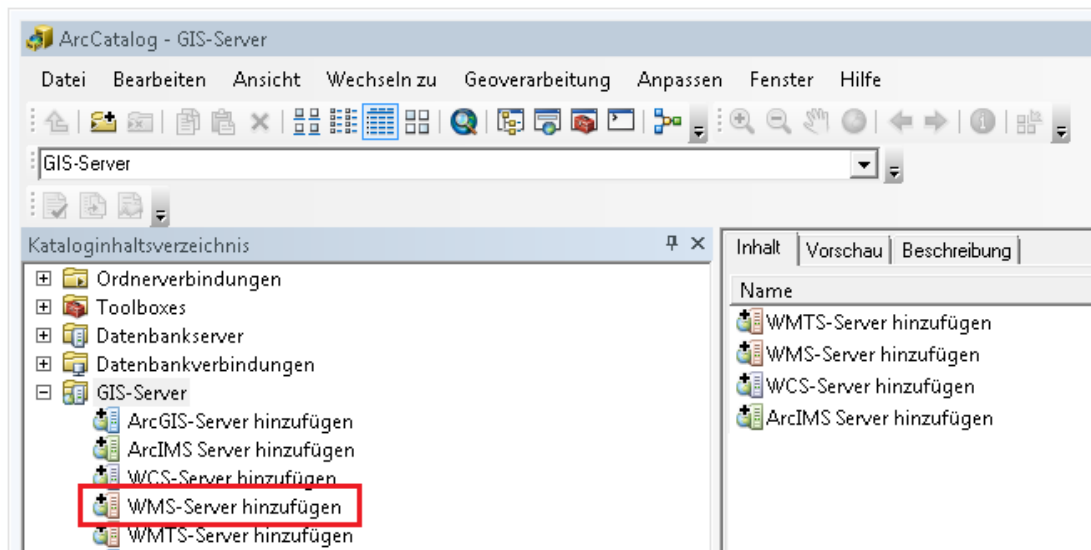 ArcCatalog - GIS-Server
Datei Bearbeiten Ansicht Wechseln zu Geoverarbeitung Anpassen Fenster Hilfe
GIS-Server
Kataloginhaltsverzeichnis
Ordnerverbindungen
Toolboxes
Datenbankserver
Datenbankverbindungen
GIS-Server
ArcGIS-Server hinzufügen
ArcIMS Server hinzufügen
WCS-Server hinzufügen
WMS-Server hinzufügen
WMTS-Server hinzufügen
Inhalt Vorschau Beschreibung
Name
WMTS-Server hinzufügen
WMS-Server hinzufügen
WCS-Server hinzufügen
ArcIMS Server hinzufügen